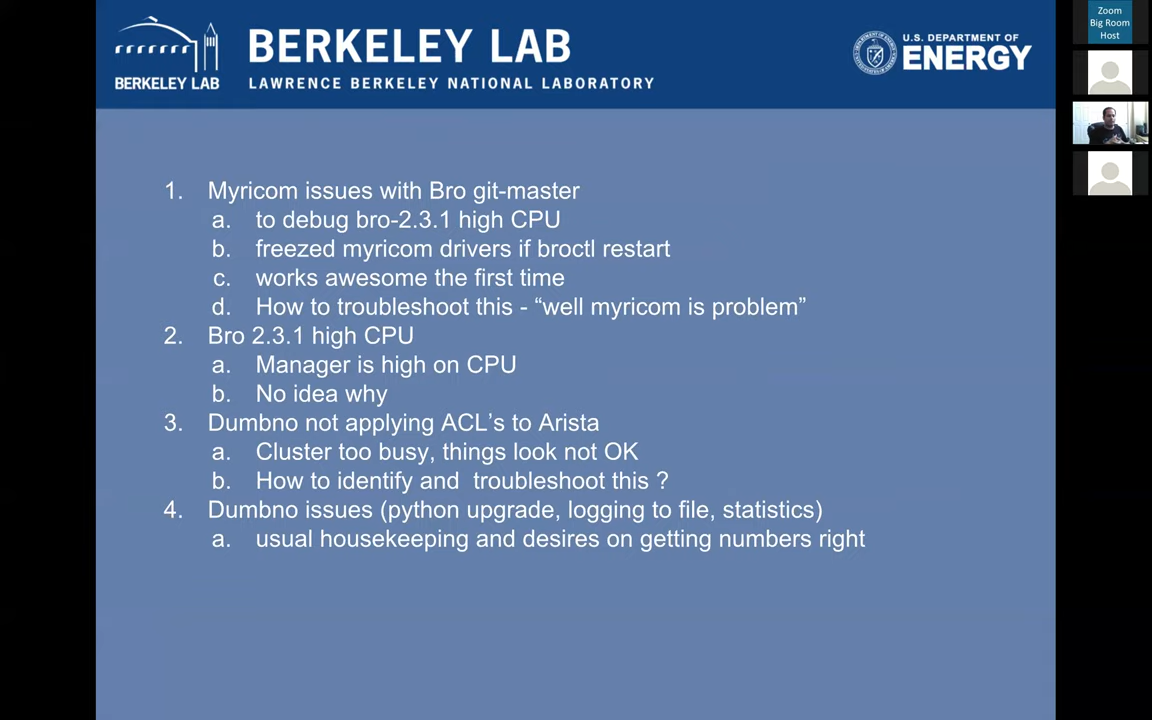 BERKELEY LAB
BERKELEY LAB
LAWRENCE BERKELEY NATIONAL LABORATORY
U.S. DEPARTMENT OF
ENERGY
Zoom
Big Room
Host
1. Myricom issues with Bro git-master
a. to debug bro-2.3.1 high CPU
b. freezed myricom drivers if broctl restart
c. works awesome the first time
d. How to troubleshoot this - “well myricom is problem”
2. Bro 2.3.1 high CPU
a. Manager is high on CPU
b. No idea why
3. Dumbno not applying ACL’s to Arista
a. Cluster too busy, things look not OK
b. How to identify and troubleshoot this ?
4. Dumbno issues (python upgrade, logging to file, statistics)
a. usual housekeeping and desires on getting numbers right